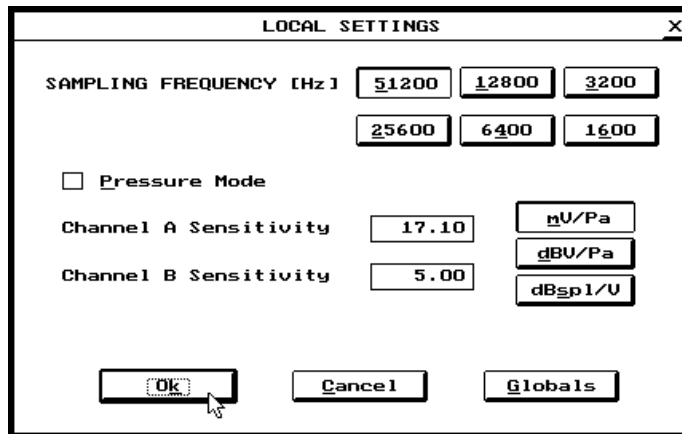 LOCAL SETTINGS X
SAMPLING FREQUENCY [Hz] 51200 12800 3200
25600 6400 1600
Pressure Mode
Channel A Sensitivity 17.10 mV/Pa
dBV/Pa
Channel B Sensitivity 5.00
dBspl/V
Ok Cancel Globals